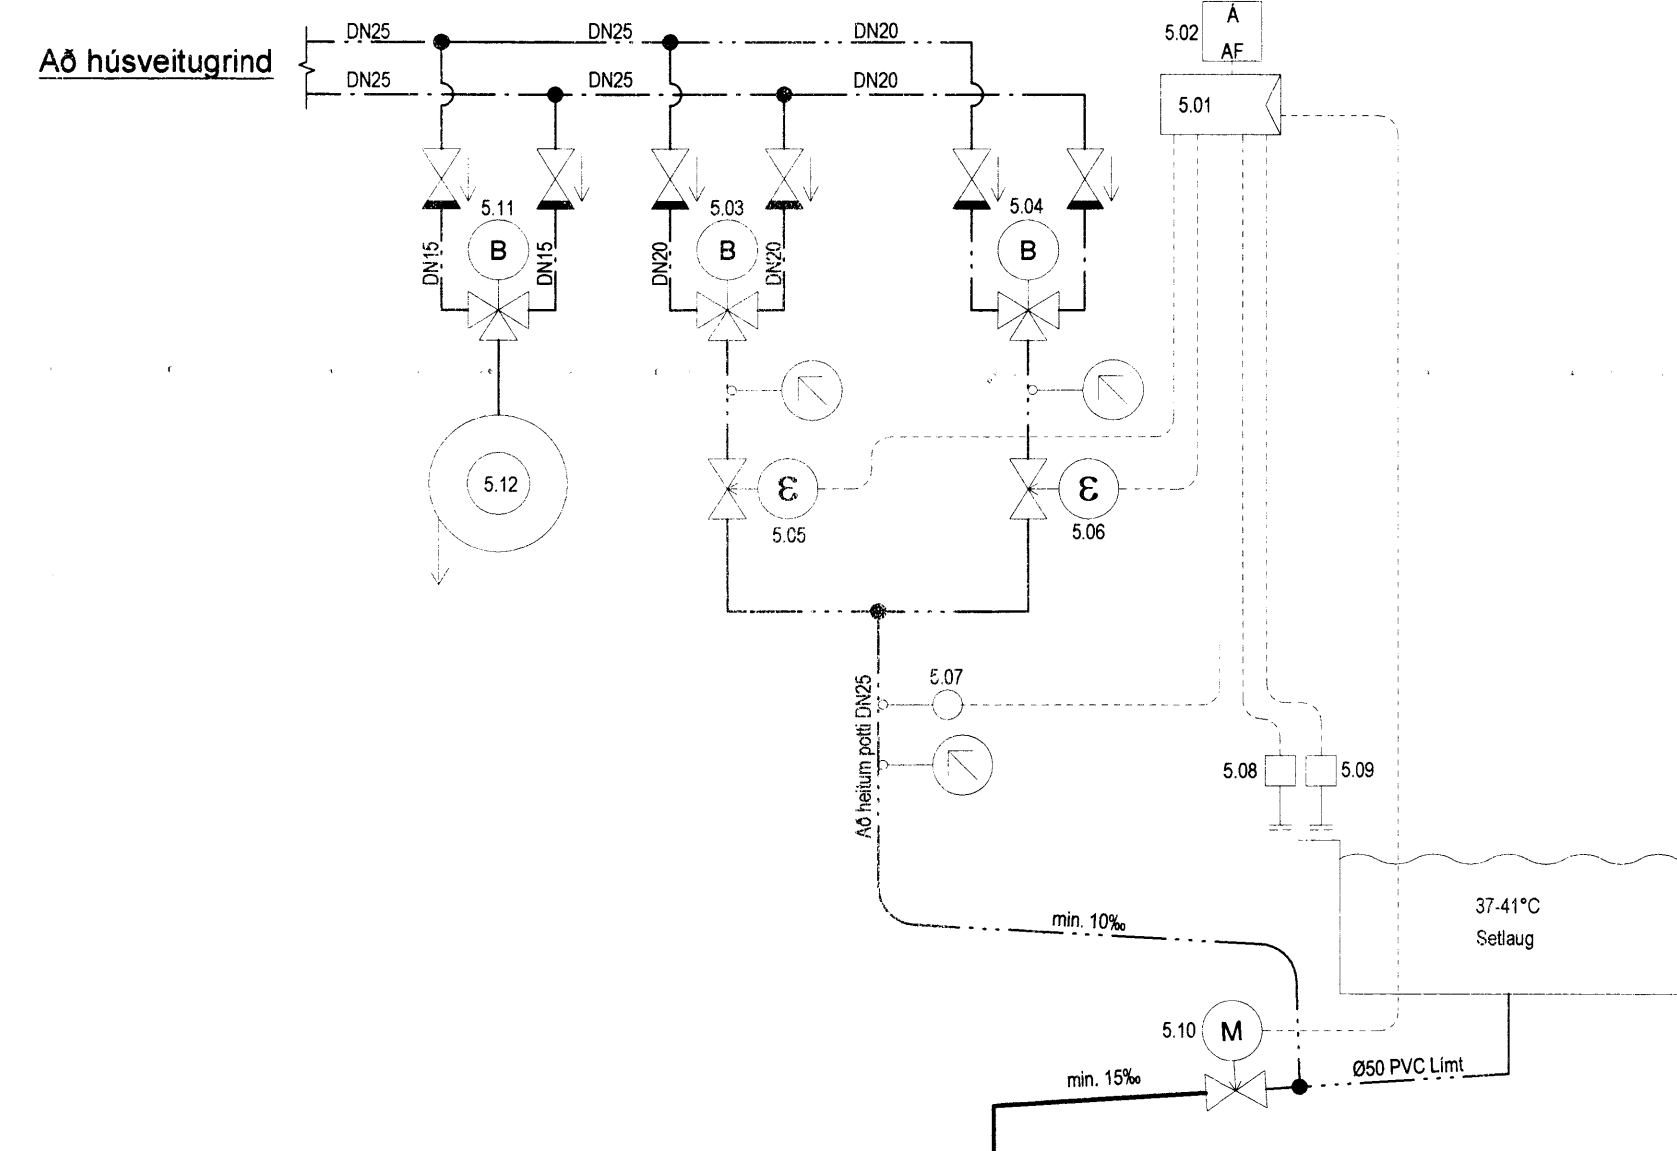 Að húsveitugrind
DN25
DN25
DN20
DN25
DN25
DN20
5.02
Á
AF
5.01
5.11
5.03
5.04
B
B
B
DN15
DN15
DN20
DN20
5.12
ε
ε
5.05
5.06
5.07
Að heitum potti DN25
5.08
5.09
37-41°C
Setlaug
min. 10‰
5.10
M
min. 15‰
Ø50 PVC Límt